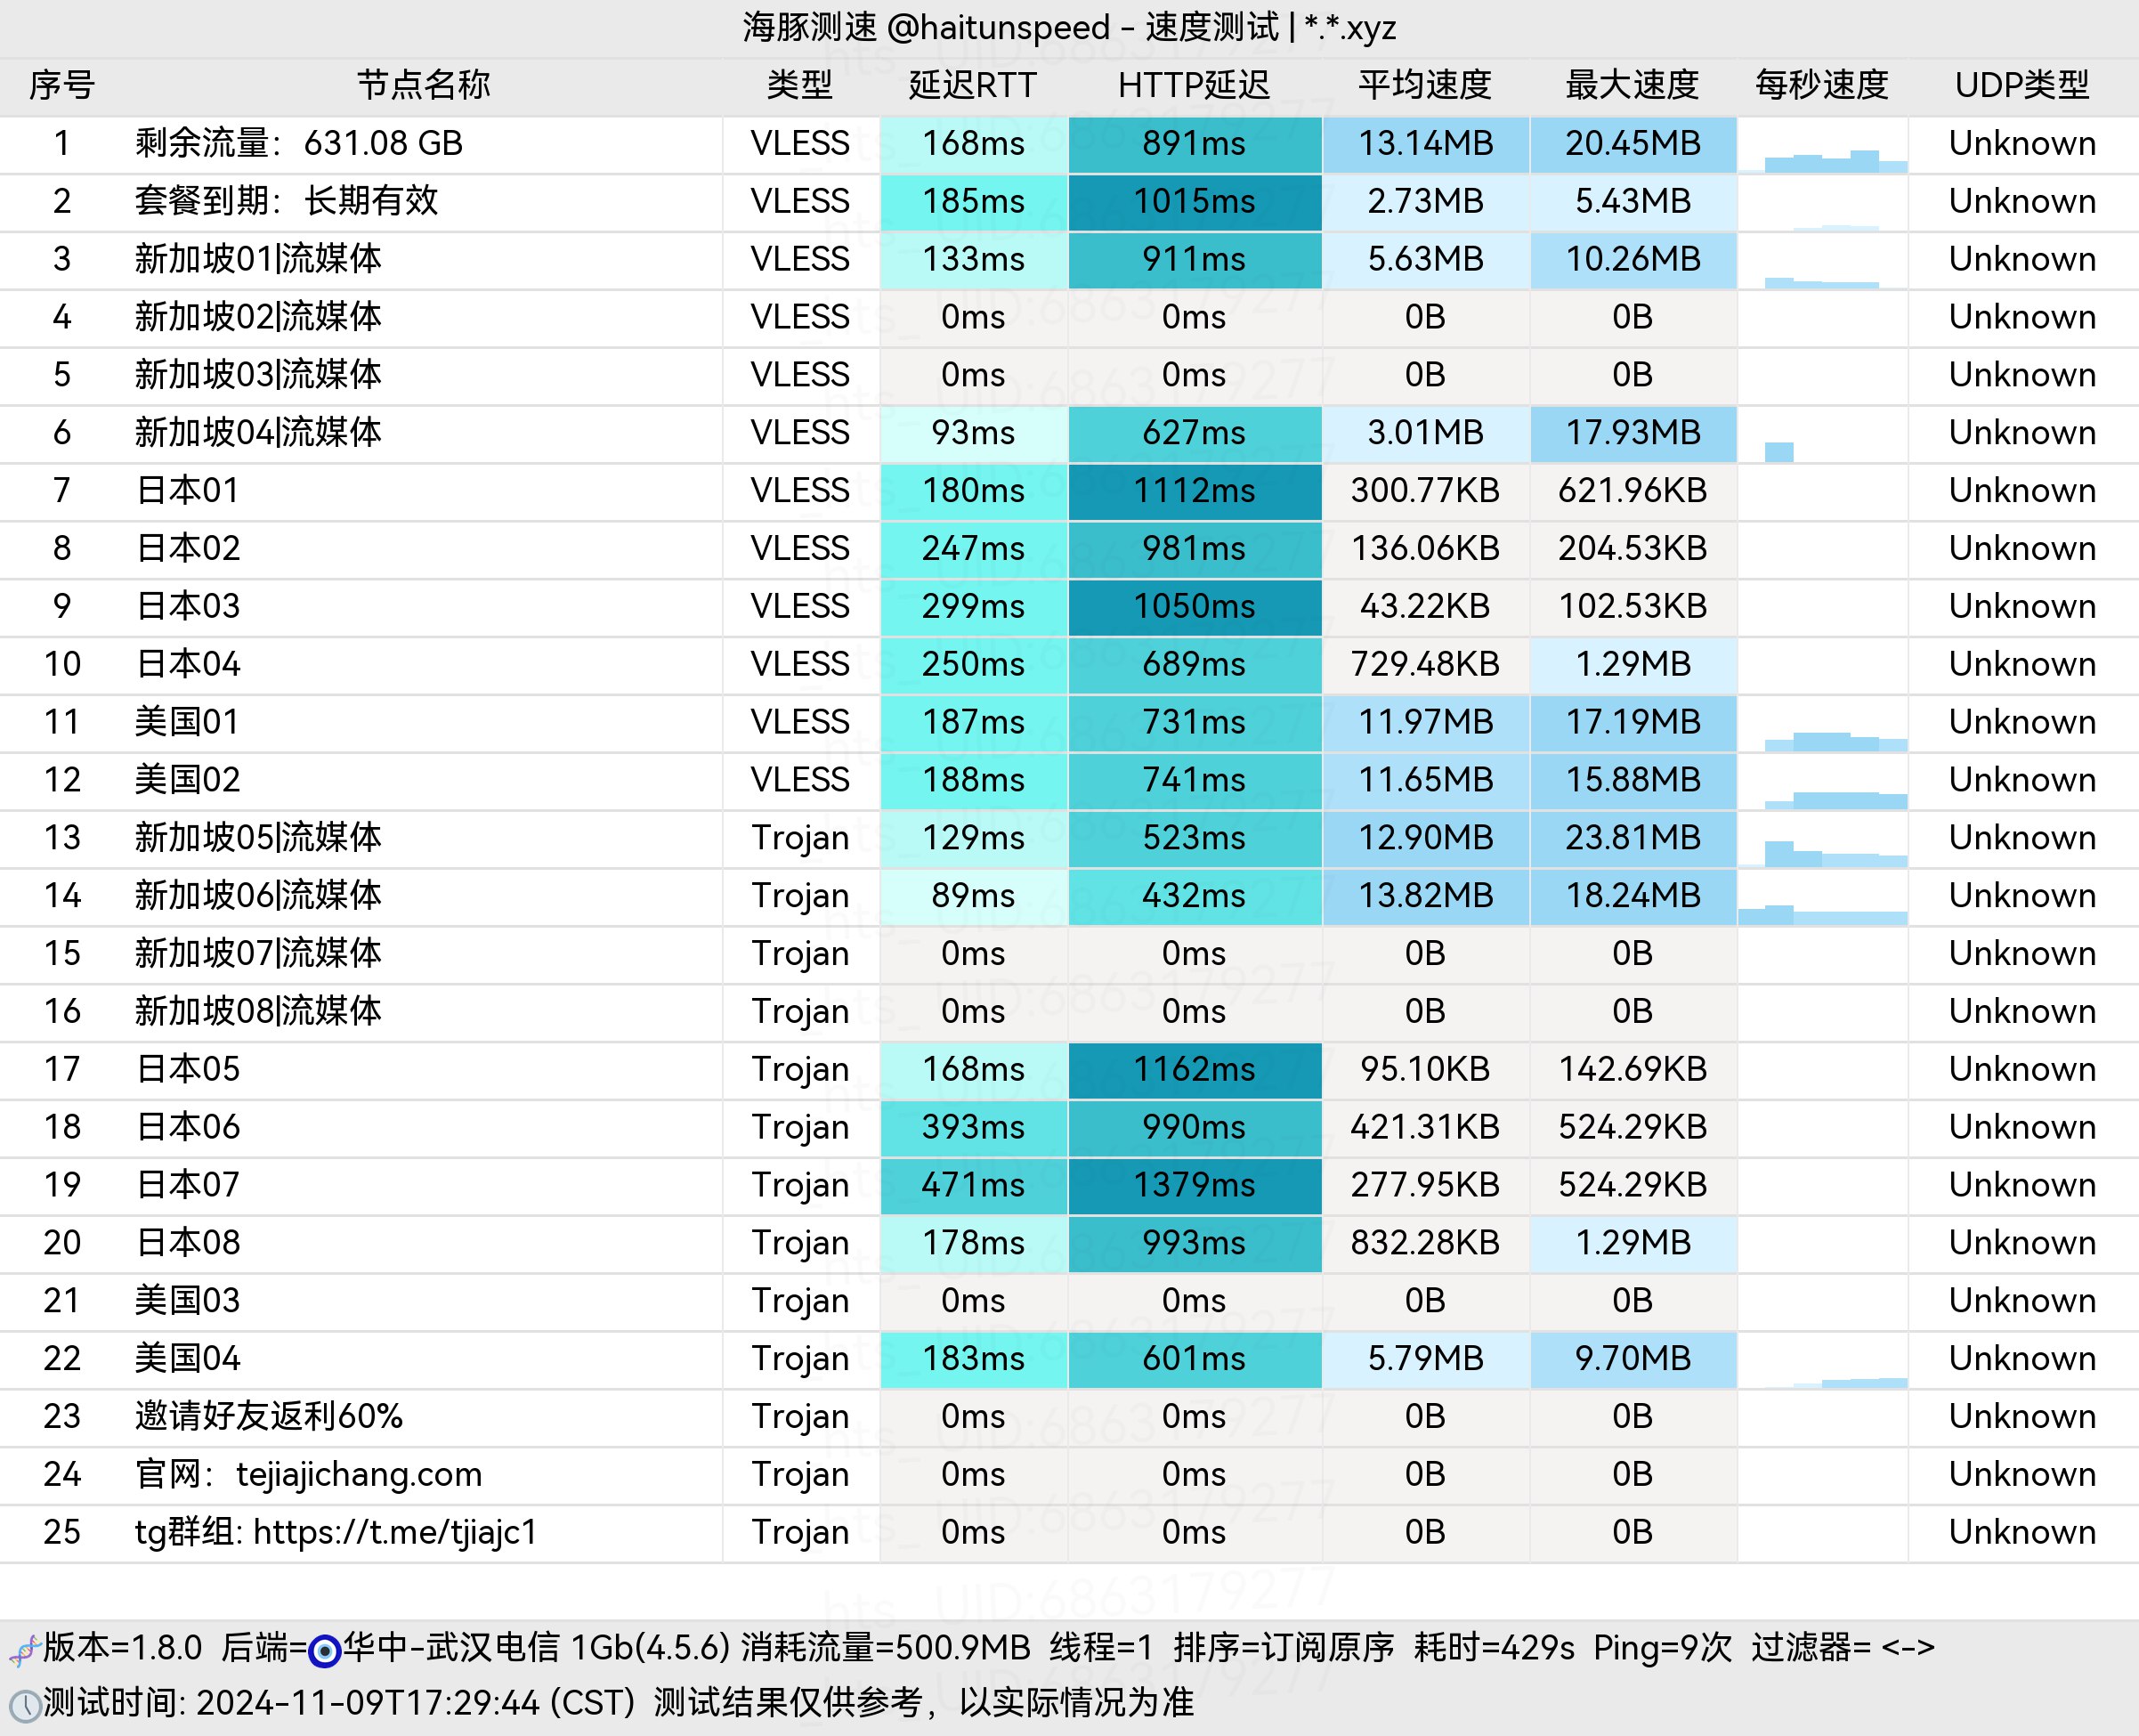 海豚测速 @haitunspeed - 速度测试 | *.*.xyz
序号 节点名称 类型 延迟RTT HTTP延迟 平均速度 最大速度 每秒速度 UDP类型
1 剩余流量：631.08 GB VLESS 168ms 891ms 13.14MB 20.45MB Unknown
2 套餐到期：长期有效 VLESS 185ms 1015ms 2.73MB 5.43MB Unknown
3 新加坡01|流媒体 VLESS 133ms 911ms 5.63MB 10.26MB Unknown
4 新加坡02|流媒体 VLESS 0ms 0ms 0B 0B Unknown
5 新加坡03|流媒体 VLESS 0ms 0ms 0B 0B Unknown
6 新加坡04|流媒体 VLESS 93ms 627ms 3.01MB 17.93MB Unknown
7 日本01 VLESS 180ms 1112ms 300.77KB 621.96KB Unknown
8 日本02 VLESS 247ms 981ms 136.06KB 204.53KB Unknown
9 日本03 VLESS 299ms 1050ms 43.22KB 102.53KB Unknown
10 日本04 VLESS 250ms 689ms 729.48KB 1.29MB Unknown
11 美国01 VLESS 187ms 731ms 11.97MB 17.19MB Unknown
12 美国02 VLESS 188ms 741ms 11.65MB 15.88MB Unknown
13 新加坡05|流媒体 Trojan 129ms 523ms 12.90MB 23.81MB Unknown
14 新加坡06|流媒体 Trojan 89ms 432ms 13.82MB 18.24MB Unknown
15 新加坡07|流媒体 Trojan 0ms 0ms 0B 0B Unknown
16 新加坡08|流媒体 Trojan 0ms 0ms 0B 0B Unknown
17 日本05 Trojan 168ms 1162ms 95.10KB 142.69KB Unknown
18 日本06 Trojan 393ms 990ms 421.31KB 524.29KB Unknown
19 日本07 Trojan 471ms 1379ms 277.95KB 524.29KB Unknown
20 日本08 Trojan 178ms 993ms 832.28KB 1.29MB Unknown
21 美国03 Trojan 0ms 0ms 0B 0B Unknown
22 美国04 Trojan 183ms 601ms 5.79MB 9.70MB Unknown
23 邀请好友返利60% Trojan 0ms 0ms 0B 0B Unknown
24 官网：tejiajichang.com Trojan 0ms 0ms 0B 0B Unknown
25 tg群组: https://t.me/tjiajc1 Trojan 0ms 0ms 0B 0B Unknown
hts_ UID:6863179277
版本=1.8.0 后端=华中-武汉电信 1Gb(4.5.6) 消耗流量=500.9MB 线程=1 排序=订阅原序 耗时=429s Ping=9次 过滤器= <->
测试时间: 2024-11-09T17:29:44 (CST) 测试结果仅供参考，以实际情况为准